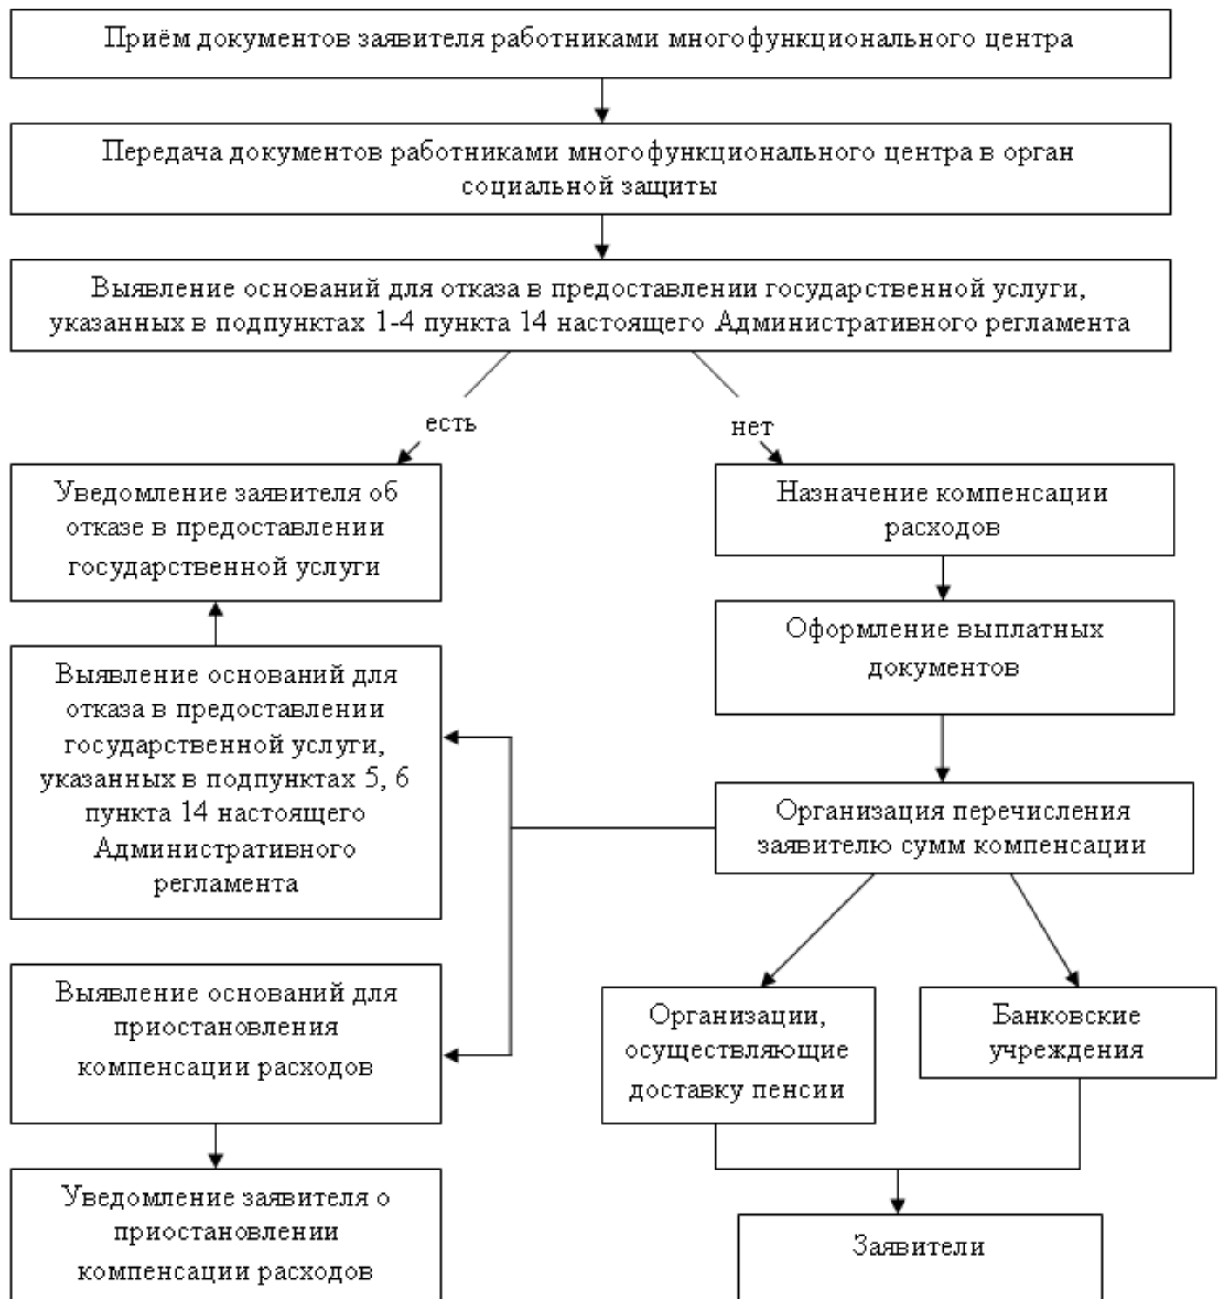 Приём документов заявителя работниками многофункционального центра
Передача документов работниками многофункционального центра в орган
социальной защиты
Выявление оснований для отказа в предоставлении государственной услуги,
указанных в подпунктах 1-4 пункта 14 настоящего Административного регламента
есть
нет
Уведомление заявителя об
отказе в предоставлении
государственной услуги
Назначение компенсации
расходов
Оформление выплатных
документов
Выявление оснований для
отказа в предоставлении
государственной услуги,
указанных в подпунктах 5, 6
пункта 14 настоящего
Административного
регламента
Организация перечисления
заявителю сумм компенсации
Выявление оснований для
приостановления
компенсации расходов
Организации,
осуществляющие
доставку пенсии
Банковские
учреждения
Уведомление заявителя о
приостановлении
компенсации расходов
Заявители